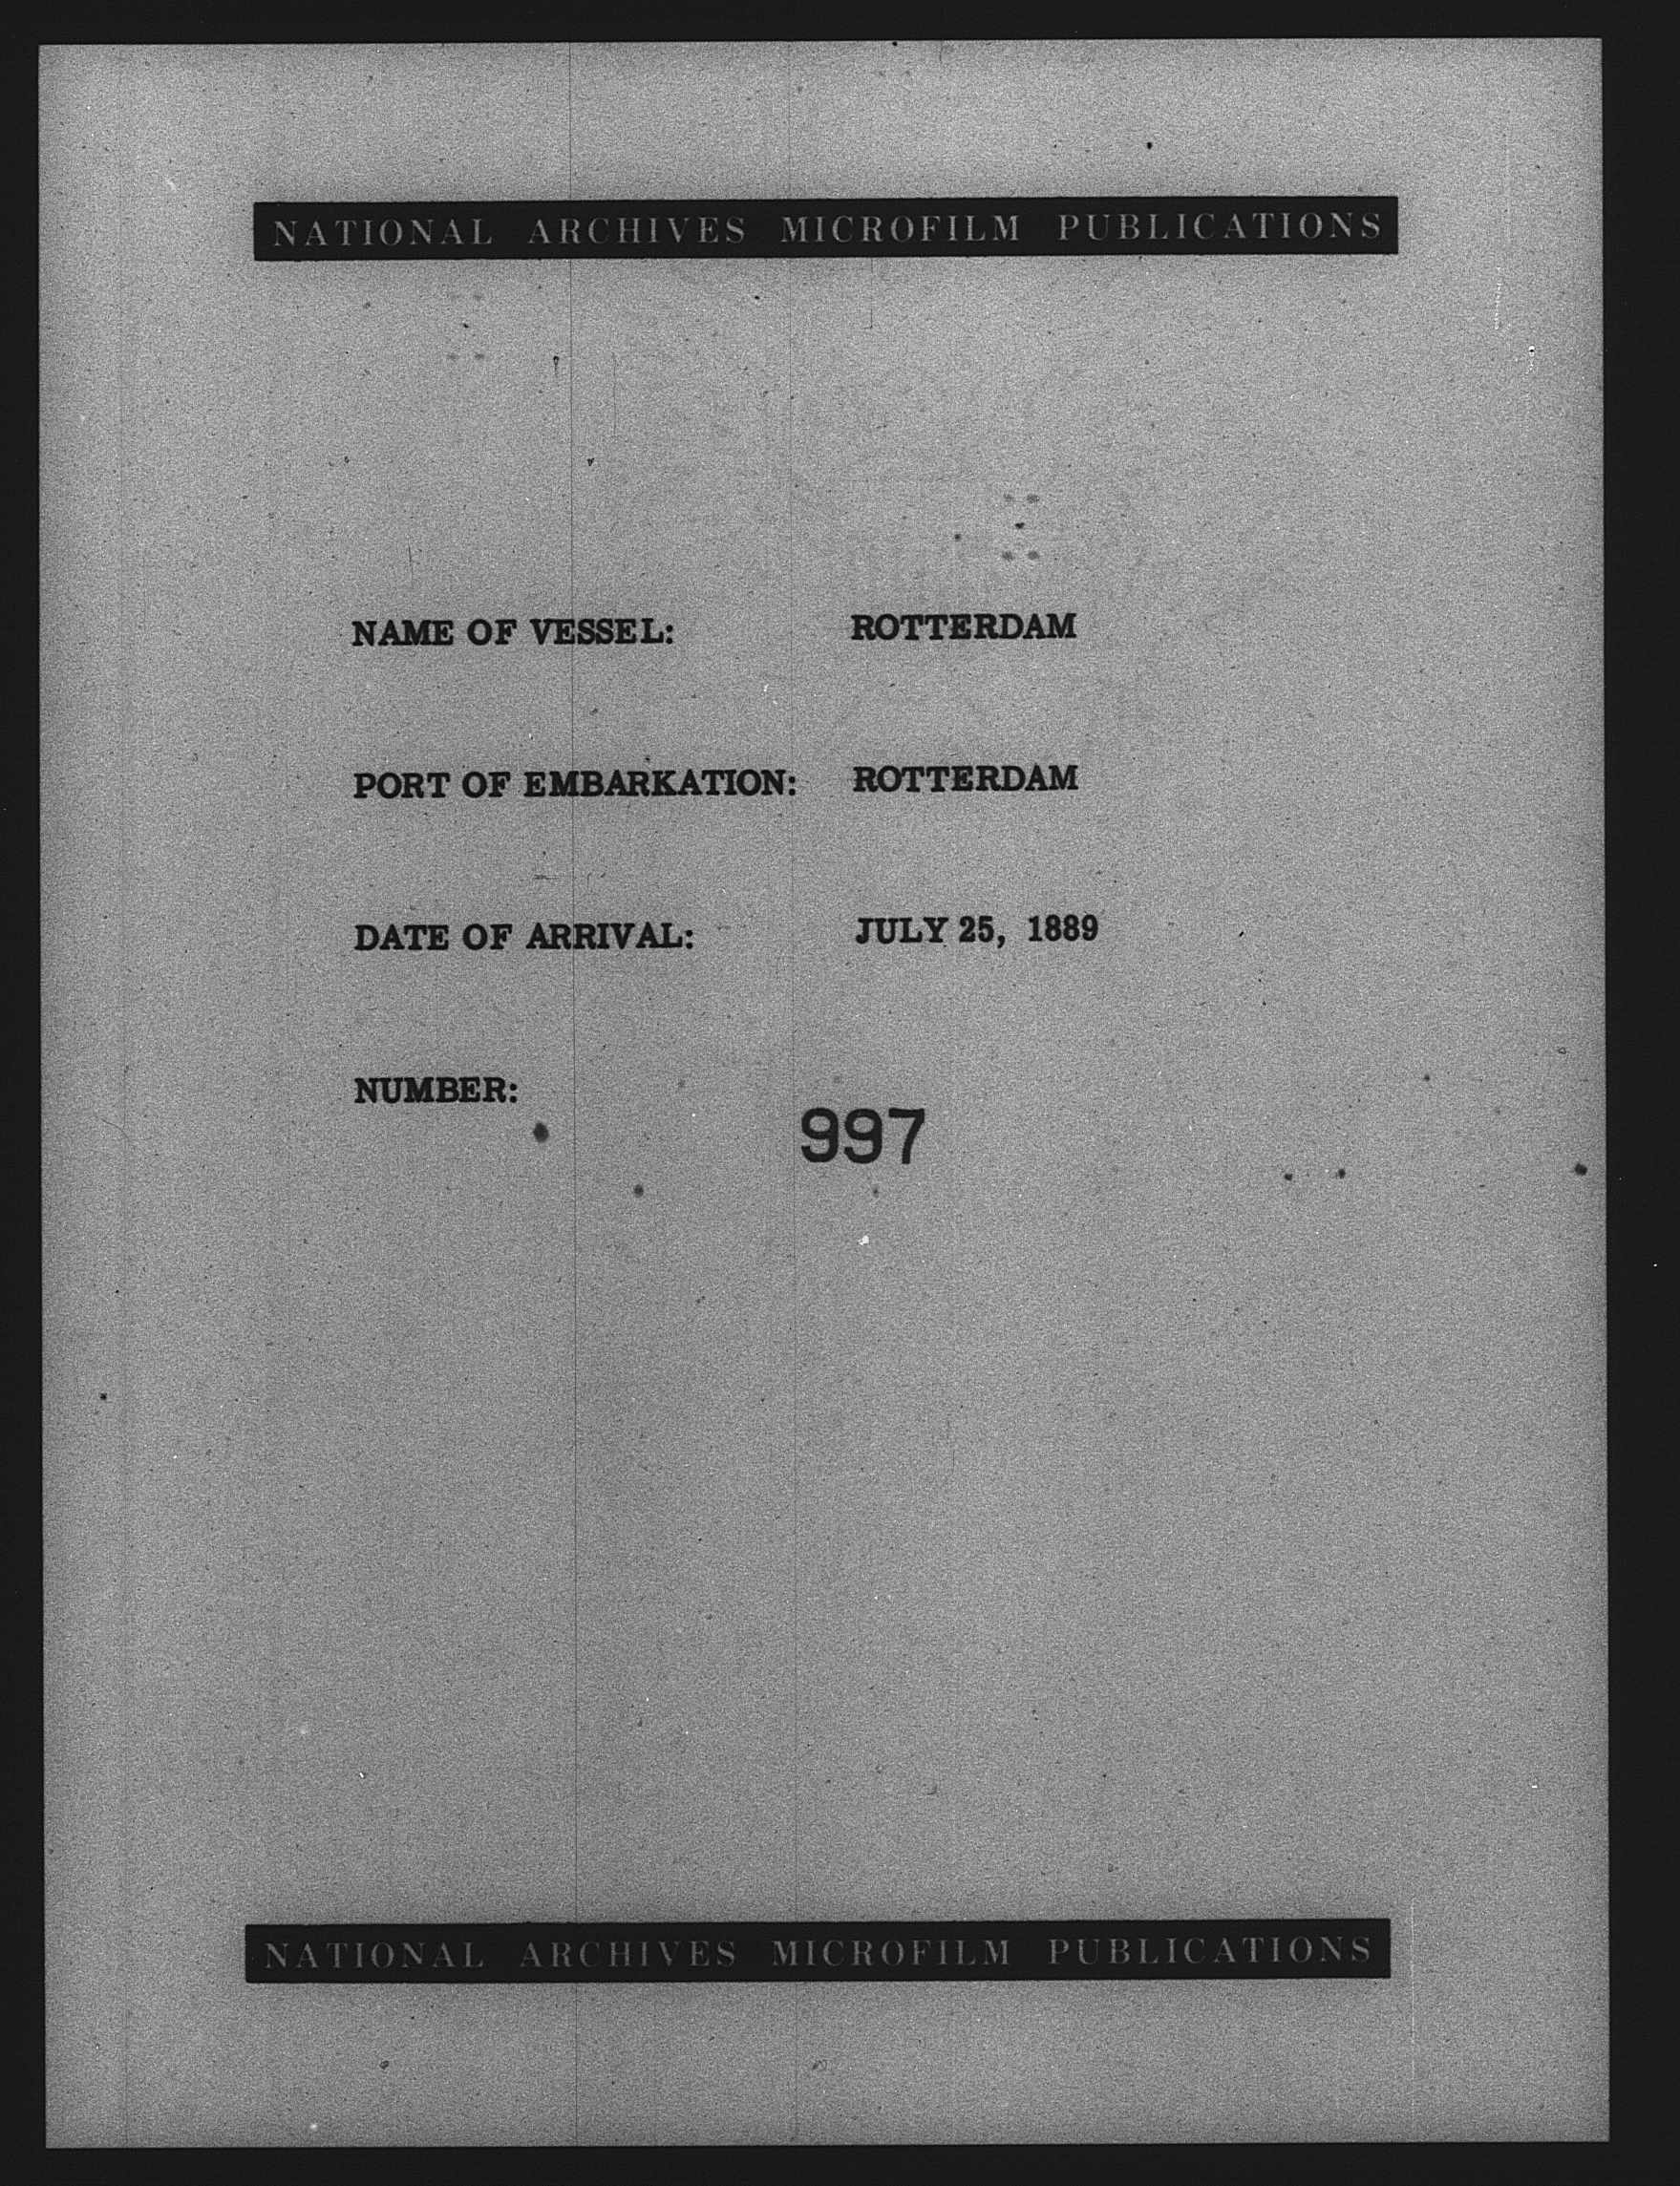 NATIONAL ARCHIVES MICROFILM PUBLICATIONS
NAME OF VESSEL: ROTTERDAM
PORT OF EMBARKATION: ROTTERDAM
DATE OF ARRIVAL: JULY 25, 1889
NUMBER:
997
NATIONAL ARCHIVES MICROFILM PUBLICATIONS